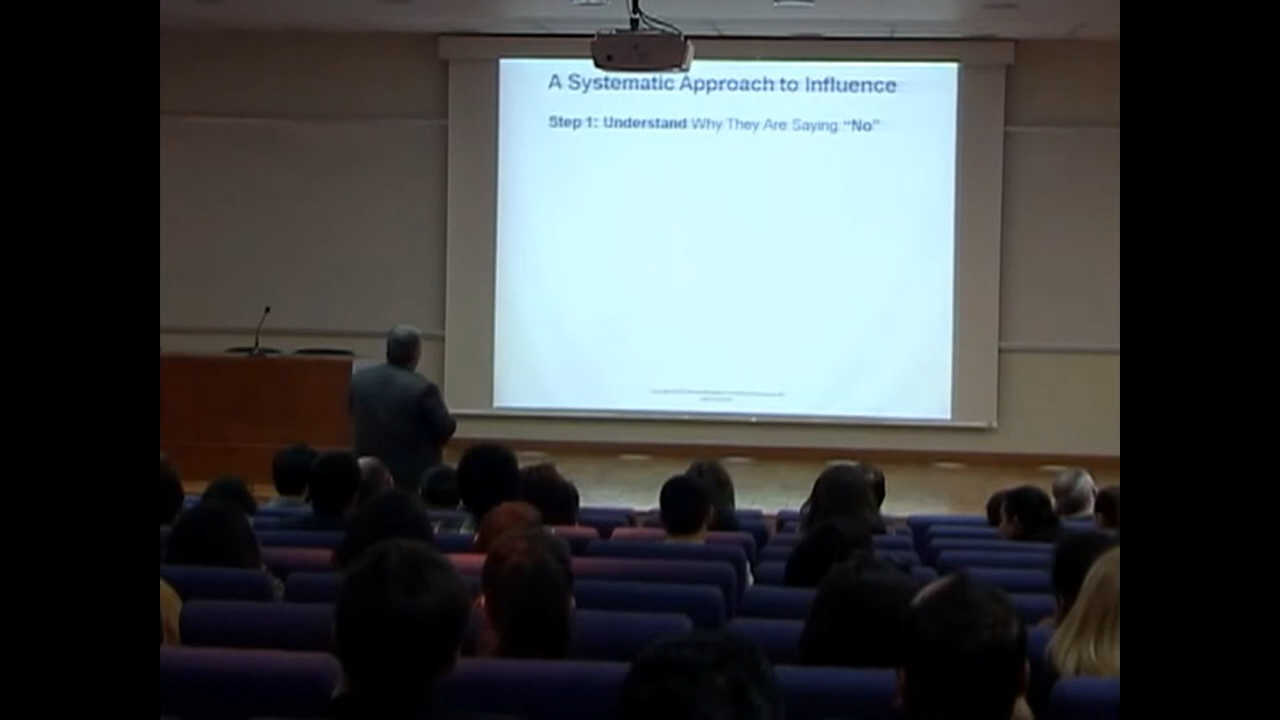 A Systematic Approach to Influence
Step 1: Understand Why They Are Saying “No”